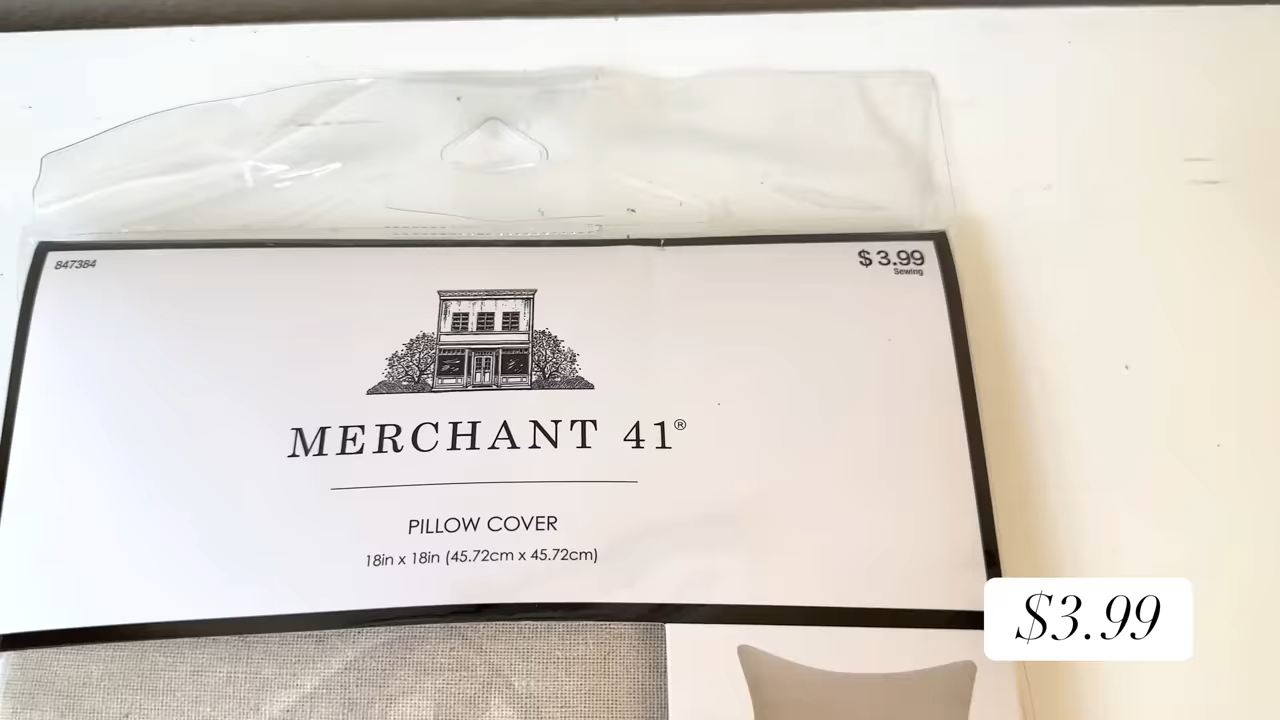 847384
$3.99
Sewing
MERCHANT 41®
PILLOW COVER
18in x 18in (45.72cm x 45.72cm)
$3.99